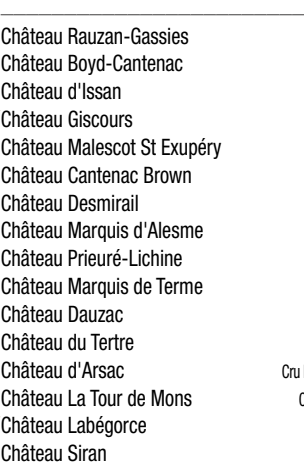 Château Rauzan-Gassies
Château Boyd-Cantenac
Château d'Issan
Château Giscours
Château Malescot St Exupéry
Château Cantenac Brown
Château Desmirail
Château Marquis d'Alesme
Château Prieuré-Lichine
Château Marquis de Terme
Château Dauzac
Château du Tertre
Château d'Arsac Cru
Château La Tour de Mons
Château Labégorce
Château Siran